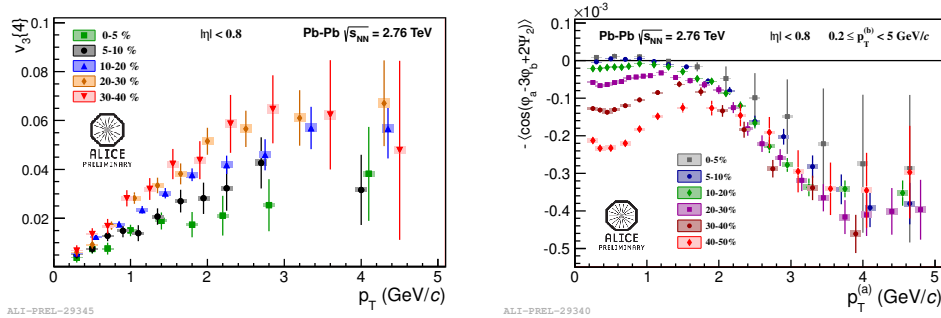 v₃{4}
0.1
0.08
0.06
0.04
0.02
0-5 %
5-10 %
10-20 %
20-30 %
30-40 %
|η| < 0.8
Pb-Pb √sNN = 2.76 TeV
ALICE
PRELIMINARY
0 1 2 3 4 5
pT (GeV/c)
ALI-PREL-29345
- ⟨cos(φa-3φb+2Ψ2)⟩
×10⁻³
0
-0.1
-0.2
-0.3
-0.4
-0.5
Pb-Pb √sNN = 2.76 TeV
|η| < 0.8
0.2 ≤ pT(b) < 5 GeV/c
0-5%
5-10%
10-20%
20-30%
30-40%
40-50%
ALICE
PRELIMINARY
0 1 2 3 4 5
pT(a) (GeV/c)
ALI-PREL-29340